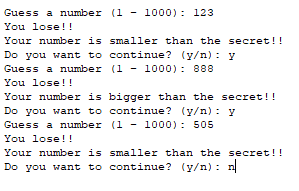 Guess a number (1 - 1000): 123
You lose!!
Your number is smaller than the secret!!
Do you want to continue? (y/n): y
Guess a number (1 - 1000): 888
You lose!!
Your number is bigger than the secret!!
Do you want to continue? (y/n): y
Guess a number (1 - 1000): 505
You lose!!
Your number is smaller than the secret!!
Do you want to continue? (y/n): n